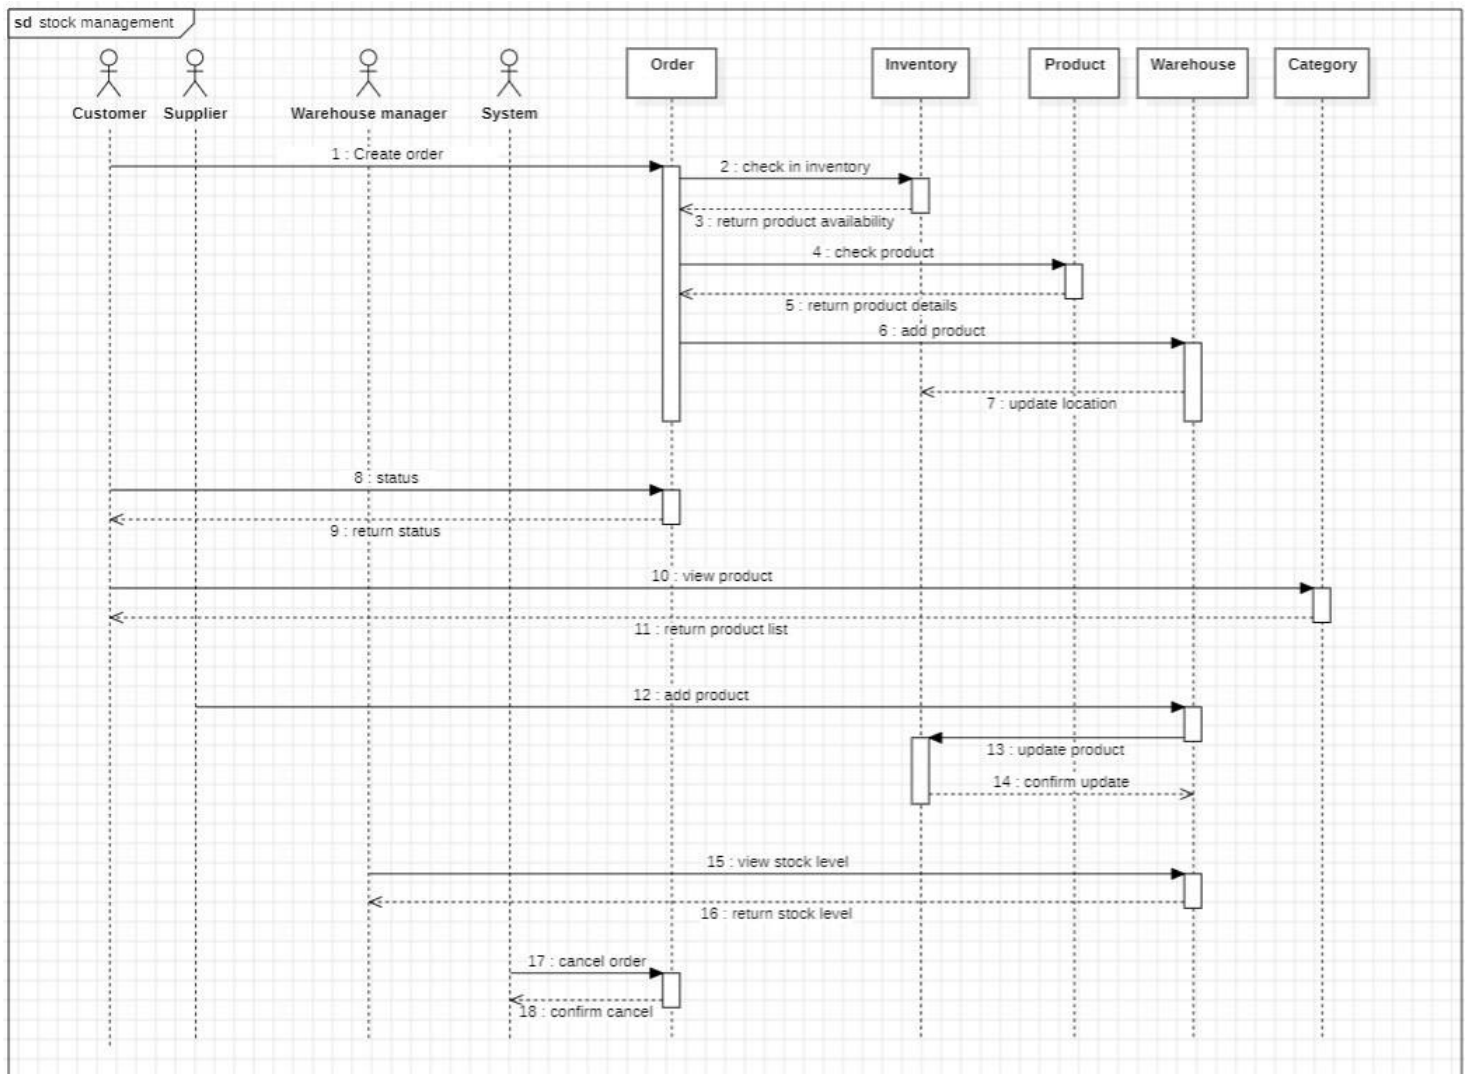 sd stock management
Order
Inventory
Product
Warehouse
Category
Customer
Supplier
Warehouse manager
System
1 : Create order
2 : check in inventory
3 : return product availability
4 : check product
5 : return product details
6 : add product
7 : update location
8 : status
9 : return status
10 : view product
11 : return product list
12 : add product
13 : update product
14 : confirm update
15 : view stock level
16 : return stock level
17 : cancel order
18 : confirm cancel